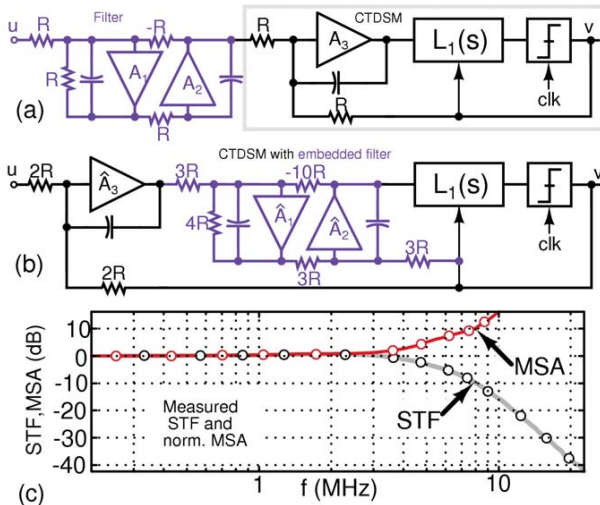 Filter
CTDSM
u
R
-R
R
A3
L1(s)
v
R
A1
A2
clk
R
R
(a)
CTDSM with embedded filter
u
2R
Â3
3R
-10R
L1(s)
v
4R
Â1
Â2
clk
3R
3R
2R
(b)
STF, MSA (dB)
10
0
-10
-20
-30
-40
MSA
STF
Measured
STF and
norm. MSA
1
10
f (MHz)
(c)